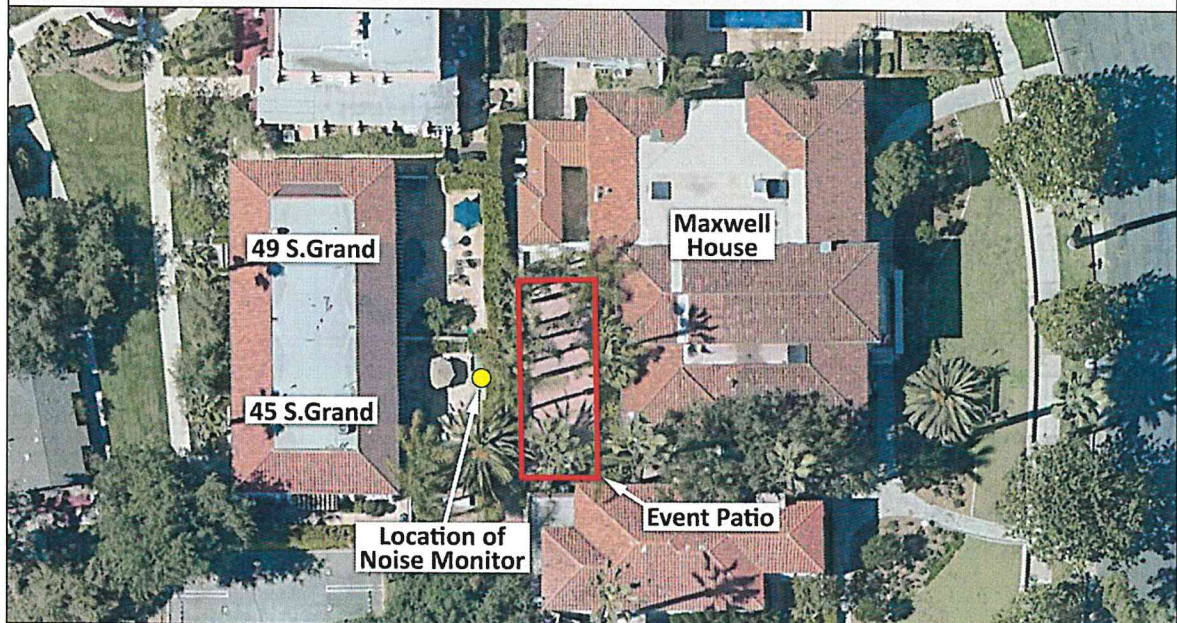 49 S.Grand
Maxwell
House
45 S.Grand
Event Patio
Location of
Noise Monitor